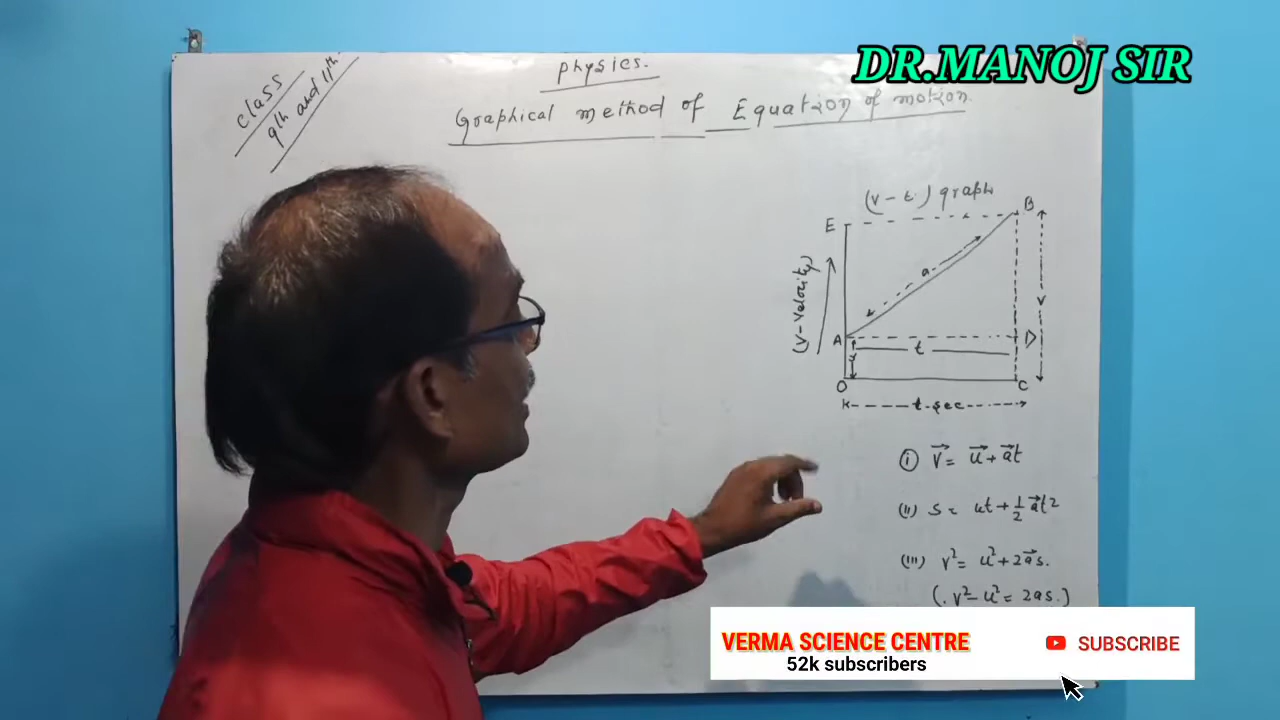 DR.MANOJ SIR
class
9th and 11th
Physics.
Graphical method of Equation of motion.
(v - t) graph
E
B
(v-velocity)
a
v
A
t
D
O
C
t-sec
(i) v⃗ = u⃗ + a⃗t
(ii) s = ut + ½ a⃗t²
(iii) v² = u² + 2a⃗s.
(. v² - u² = 2as.)
VERMA SCIENCE CENTRE
SUBSCRIBE
52k subscribers